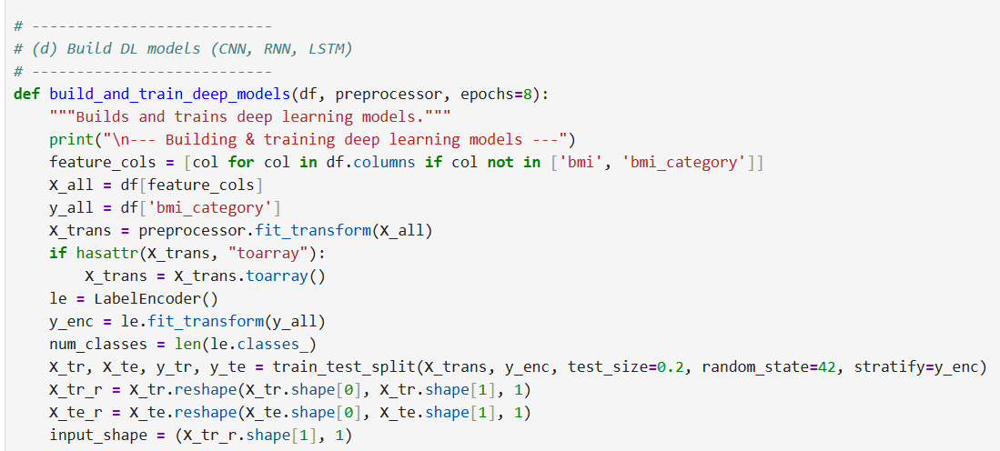 # ---------------------------
# (d) Build DL models (CNN, RNN, LSTM)
# ---------------------------
def build_and_train_deep_models(df, preprocessor, epochs=8):
    """Builds and trains deep learning models."""
    print("\n--- Building & training deep learning models ---")
    feature_cols = [col for col in df.columns if col not in ['bmi', 'bmi_category']]
    X_all = df[feature_cols]
    y_all = df['bmi_category']
    X_trans = preprocessor.fit_transform(X_all)
    if hasattr(X_trans, "toarray"):
        X_trans = X_trans.toarray()
    le = LabelEncoder()
    y_enc = le.fit_transform(y_all)
    num_classes = len(le.classes_)
    X_tr, X_te, y_tr, y_te = train_test_split(X_trans, y_enc, test_size=0.2, random_state=42, stratify=y_enc)
    X_tr_r = X_tr.reshape(X_tr.shape[0], X_tr.shape[1], 1)
    X_te_r = X_te.reshape(X_te.shape[0], X_te.shape[1], 1)
    input_shape = (X_tr_r.shape[1], 1)